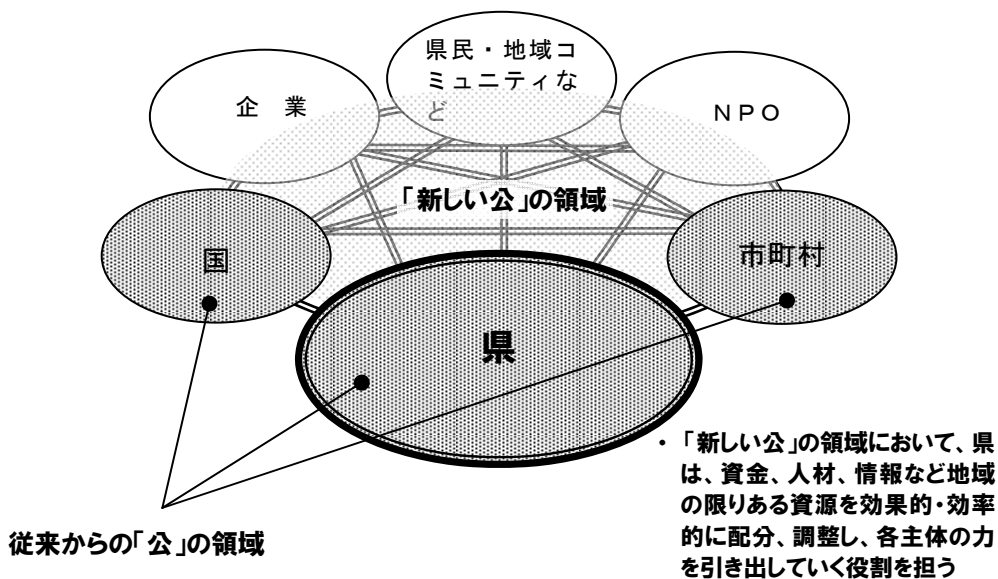 県民・地域コ
ミュニティな
ど
企　業
ＮＰＯ
「新しい公」の領域
国
市町村
県
・ 「新しい公」の領域において、県
は、資金、人材、情報など地域
の限りある資源を効果的・効率
的に配分、調整し、各主体の力
を引き出していく役割を担う
従来からの「公」の領域